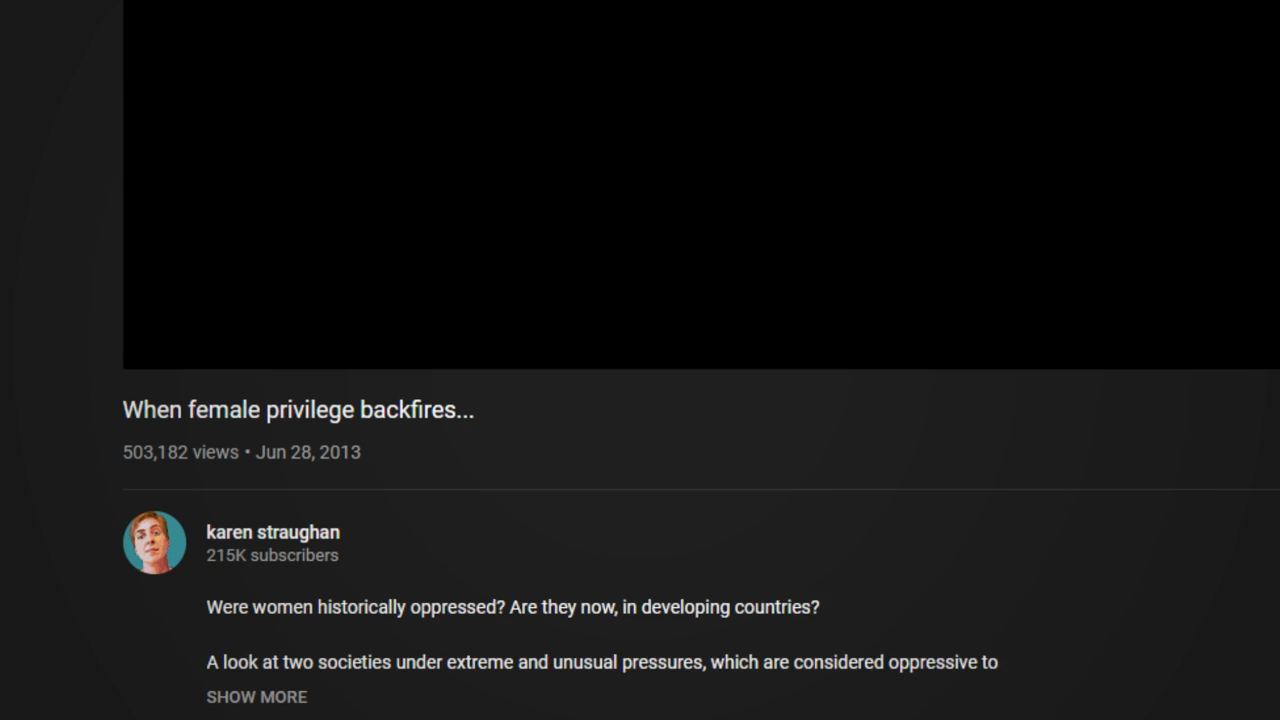 When female privilege backfires...
503,182 views • Jun 28, 2013
karen straughan
215K subscribers
Were women historically oppressed? Are they now, in developing countries?
A look at two societies under extreme and unusual pressures, which are considered oppressive to
SHOW MORE